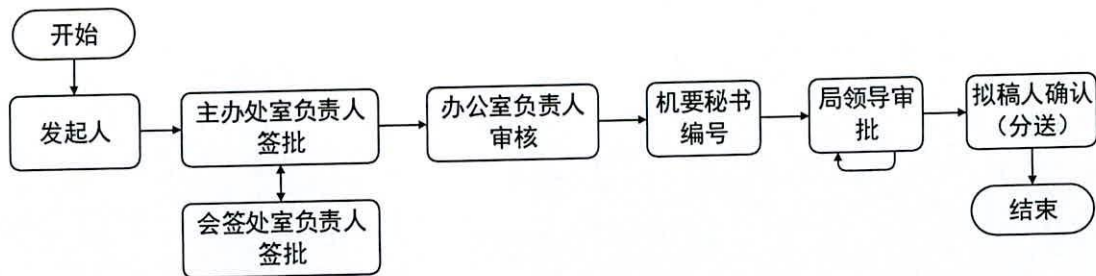 开始
发起人
主办处室负责人
签批
会签处室负责人
签批
办公室负责人
审核
机要秘书
编号
局领导审
批
拟稿人确认
（分送）
结束